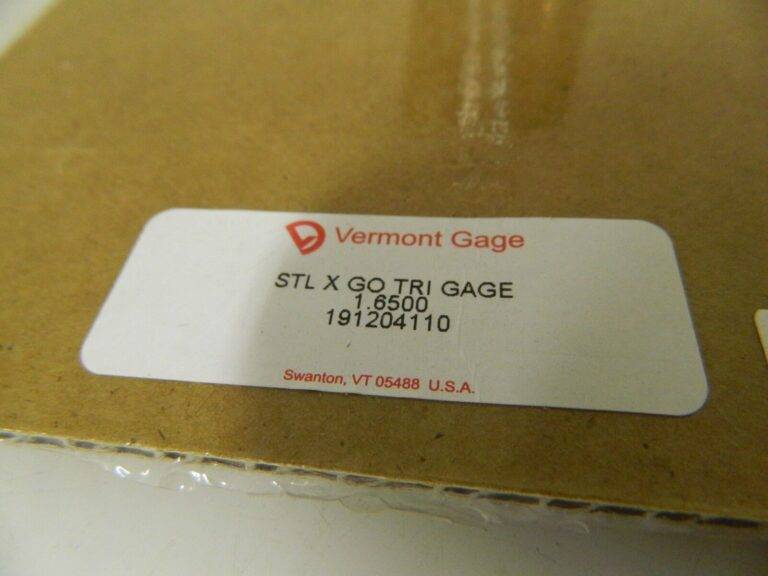 Vermont Gage
STL X GO TRI GAGE
1.6500
191204110
Swanton, VT 05488 U.S.A.